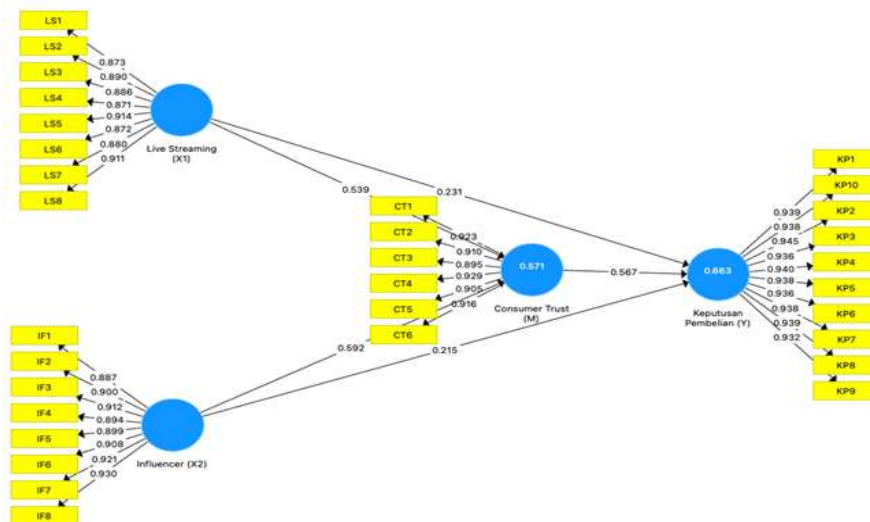 LS1
LS2
LS3
LS4
LS5
LS6
LS7
LS8
0.873
0.890
0.886
0.871
0.914
0.872
0.880
0.911
Live Streaming
(X1)
0.539
0.231
CT1
CT2
CT3
CT4
CT5
CT6
0.923
0.910
0.895
0.929
0.905
0.916
0.571
Consumer Trust
(M)
0.567
0.663
Keputusan
Pembelian (Y)
KP1
KP10
KP2
KP3
KP4
KP5
KP6
KP7
KP8
KP9
0.939
0.938
0.945
0.936
0.940
0.938
0.936
0.938
0.939
0.932
0.592
0.215
IF1
IF2
IF3
IF4
IF5
IF6
IF7
IF8
0.887
0.900
0.912
0.894
0.899
0.908
0.921
0.930
Influencer (X2)